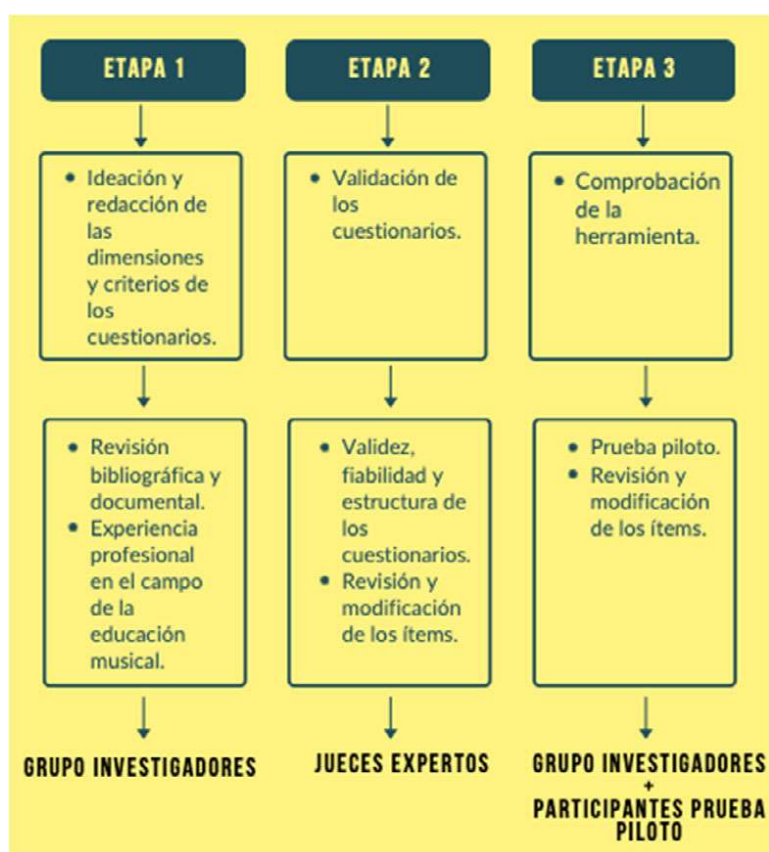 ETAPA 1
• Ideación y
redacción de
las
dimensiones
y criterios de
los
cuestionarios.
• Revisión
bibliográfica y
documental.
• Experiencia
profesional
en el campo
de la
educación
musical.
GRUPO INVESTIGADORES
ETAPA 2
• Validación de
los
cuestionarios.
• Validez,
fiabilidad y
estructura de
los
cuestionarios.
• Revisión y
modificación
de los ítems.
JUECES EXPERTOS
ETAPA 3
• Comprobación
de la
herramienta.
• Prueba piloto.
• Revisión y
modificación
de los ítems.
GRUPO INVESTIGADORES
+
PARTICIPANTES PRUEBA
PILOTO